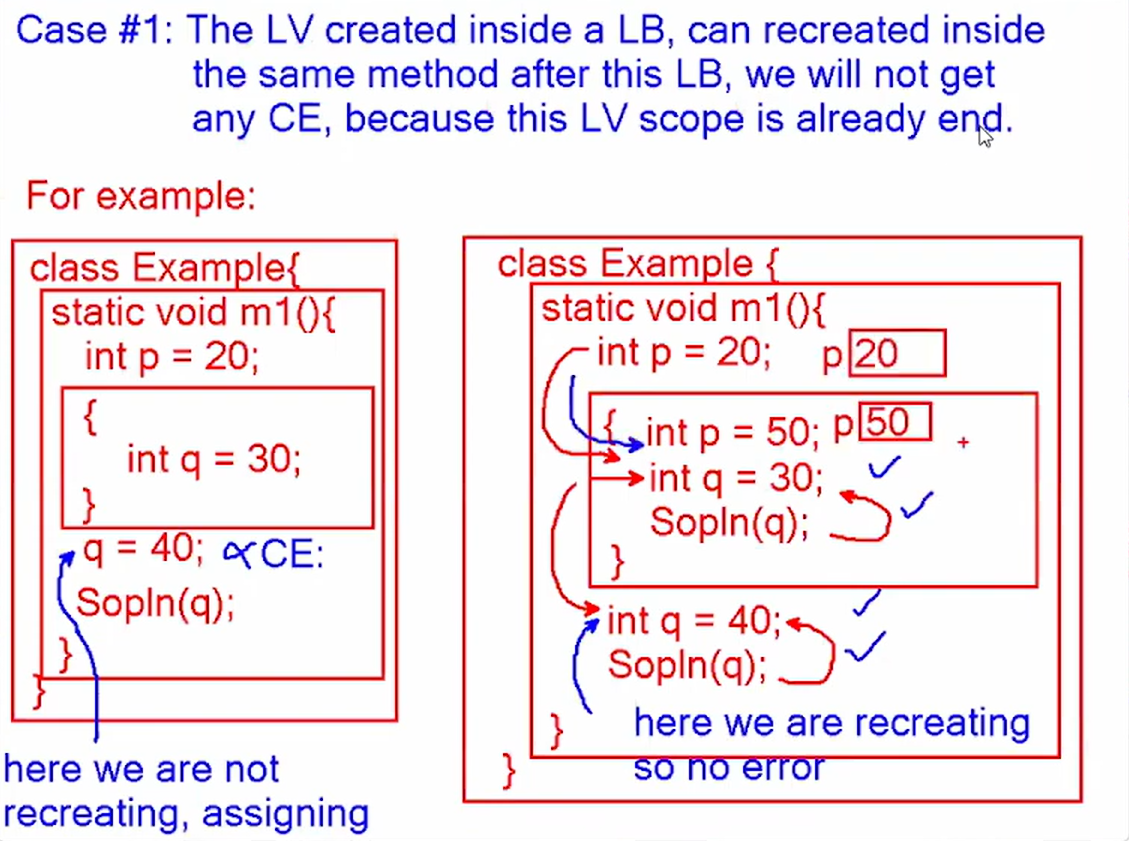 Case #1: The LV created inside a LB, can recreated inside
the same method after this LB, we will not get
any CE, because this LV scope is already end.
For example:
class Example{
static void m1(){
int p = 20;
{
int q = 30;
}
q = 40; CE:
Sopln(q);
}
}
here we are not
recreating, assigning
class Example {
static void m1(){
int p = 20; p 20
{ int p = 50; p 50
int q = 30;
Sopln(q);
}
int q = 40;
Sopln(q);
} here we are recreating
} so no error